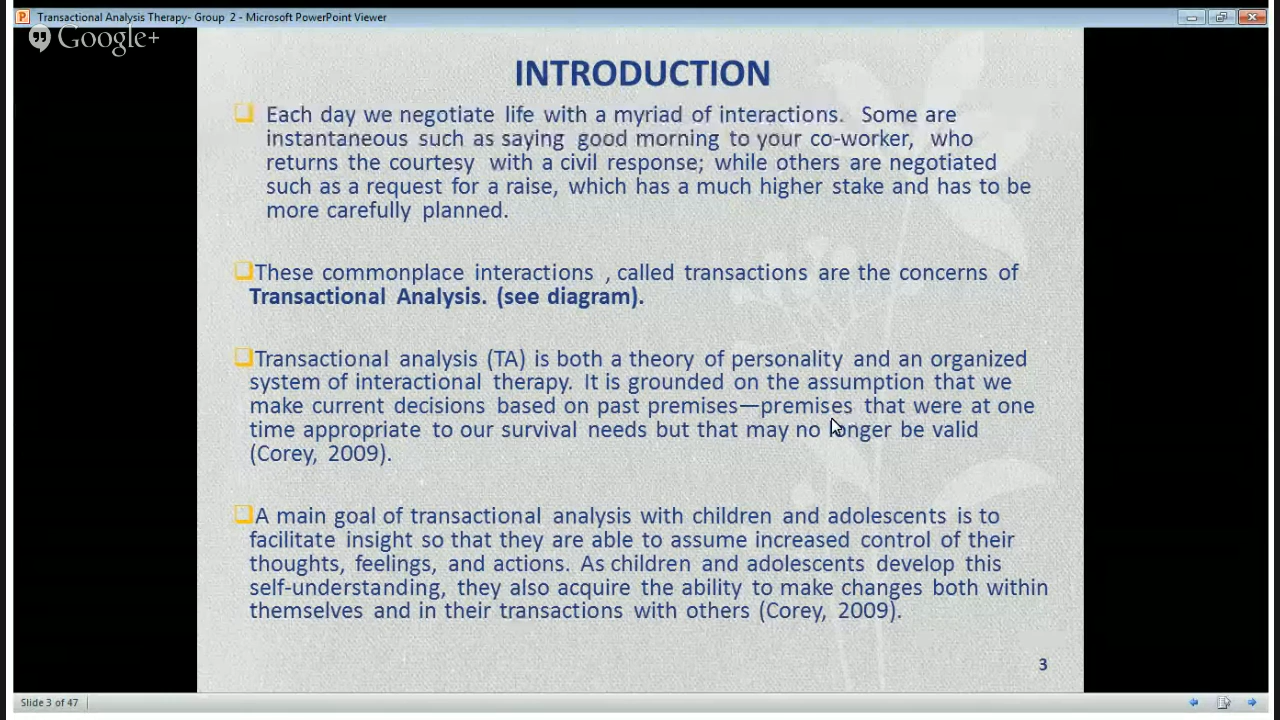 Transactional Analysis Therapy- Group 2 - Microsoft PowerPoint Viewer
Google+
INTRODUCTION
Each day we negotiate life with a myriad of interactions. Some are
instantaneous such as saying good morning to your co-worker, who
returns the courtesy with a civil response; while others are negotiated
such as a request for a raise, which has a much higher stake and has to be
more carefully planned.
These commonplace interactions , called transactions are the concerns of
Transactional Analysis. (see diagram).
Transactional analysis (TA) is both a theory of personality and an organized
system of interactional therapy. It is grounded on the assumption that we
make current decisions based on past premises—premises that were at one
time appropriate to our survival needs but that may no longer be valid
(Corey, 2009).
A main goal of transactional analysis with children and adolescents is to
facilitate insight so that they are able to assume increased control of their
thoughts, feelings, and actions. As children and adolescents develop this
self-understanding, they also acquire the ability to make changes both within
themselves and in their transactions with others (Corey, 2009).
3
Slide 3 of 47